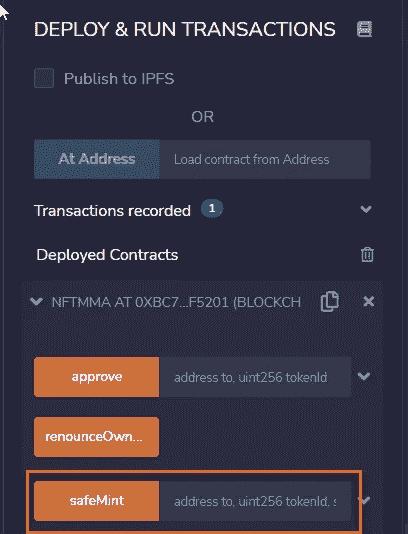 DEPLOY & RUN TRANSACTIONS
Publish to IPFS
OR
At Address Load contract from Address
Transactions recorded 1
Deployed Contracts
NFTMMA AT 0XBC7...F5201 (BLOCKCH
approve address to, uint256 tokenId
renounceOwn...
safeMint address to, uint256 tokenId, s